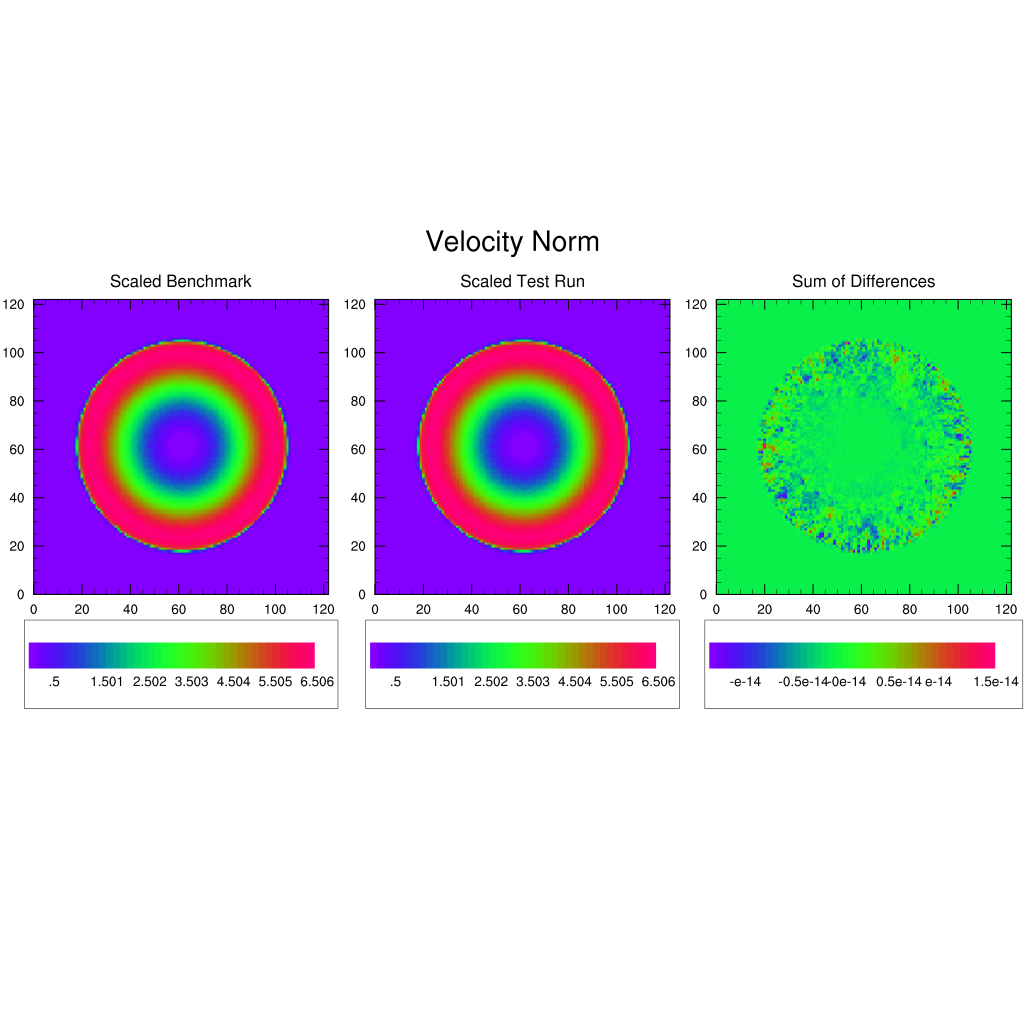 Velocity Norm
Scaled Benchmark Scaled Test Run Sum of Differences
120 120 120
100 100 100
80 80 80
60 60 60
40 40 40
20 20 20
0 0 0
0 20 40 60 80 100 120 0 20 40 60 80 100 120 0 20 40 60 80 100 120
.5 1.501 2.502 3.503 4.504 5.505 6.506 .5 1.501 2.502 3.503 4.504 5.505 6.506 -e-14 -0.5e-14 -0e-14 0.5e-14 e-14 1.5e-14